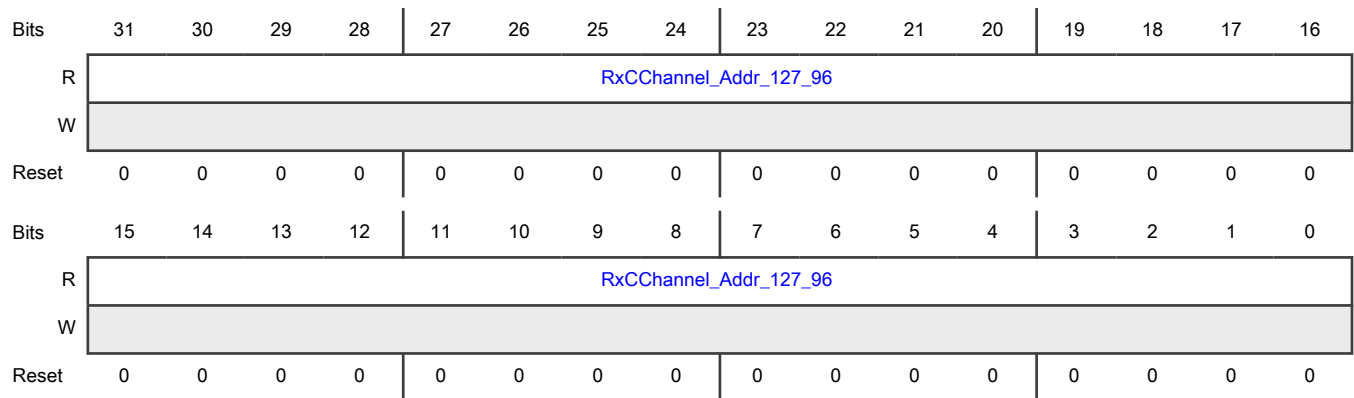 Bits 31 30 29 28 27 26 25 24 23 22 21 20 19 18 17 16
R RxCChannel_Addr_127_96
W
Reset 0 0 0 0 0 0 0 0 0 0 0 0 0 0 0 0
Bits 15 14 13 12 11 10 9 8 7 6 5 4 3 2 1 0
R RxCChannel_Addr_127_96
W
Reset 0 0 0 0 0 0 0 0 0 0 0 0 0 0 0 0